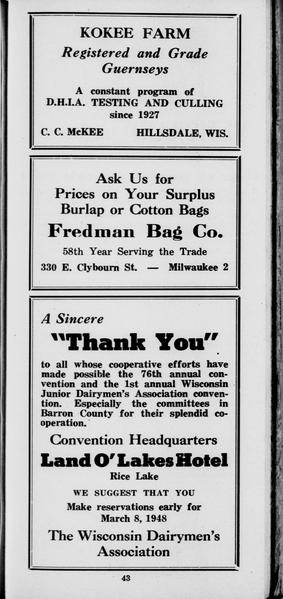 KOKEE FARM
Registered and Grade
Guernseys
A constant program of
D.H.I.A. TESTING AND CULLING
since 1927
C. C. McKEE HILLSDALE, WIS.
Ask Us for
Prices on Your Surplus
Burlap or Cotton Bags
Fredman Bag Co.
58th Year Serving the Trade
330 E. Clybourn St. — Milwaukee 2
A Sincere
"Thank You"
to all whose cooperative efforts have
made possible the 76th annual con-
vention and the 1st annual Wisconsin
Junior Dairymen's Association conven-
tion. Especially the committees in
Barron County for their splendid co-
operation.
Convention Headquarters
Land O'Lakes Hotel
Rice Lake
WE SUGGEST THAT YOU
Make reservations early for
March 8, 1948
The Wisconsin Dairymen's
Association
43